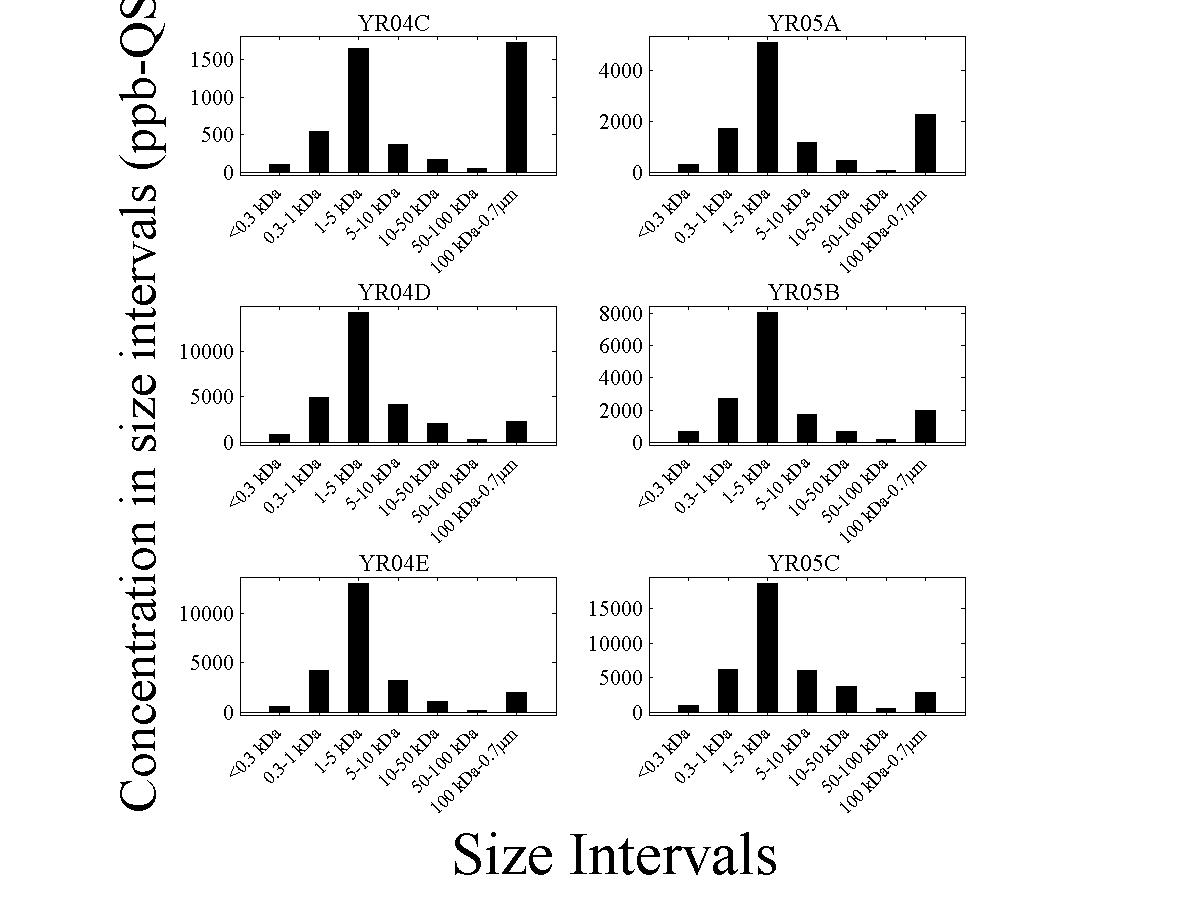 Concentration in size intervals (ppb-QS
YR04C
1500
1000
500
0
<0.3 kDa
0.3-1 kDa
1-5 kDa
5-10 kDa
10-50 kDa
50-100 kDa
100 kDa-0.7µm
YR05A
4000
2000
0
<0.3 kDa
0.3-1 kDa
1-5 kDa
5-10 kDa
10-50 kDa
50-100 kDa
100 kDa-0.7µm
YR04D
10000
5000
0
<0.3 kDa
0.3-1 kDa
1-5 kDa
5-10 kDa
10-50 kDa
50-100 kDa
100 kDa-0.7µm
YR05B
8000
6000
4000
2000
0
<0.3 kDa
0.3-1 kDa
1-5 kDa
5-10 kDa
10-50 kDa
50-100 kDa
100 kDa-0.7µm
YR04E
10000
5000
0
<0.3 kDa
0.3-1 kDa
1-5 kDa
5-10 kDa
10-50 kDa
50-100 kDa
100 kDa-0.7µm
YR05C
15000
10000
5000
0
<0.3 kDa
0.3-1 kDa
1-5 kDa
5-10 kDa
10-50 kDa
50-100 kDa
100 kDa-0.7µm
Size Intervals